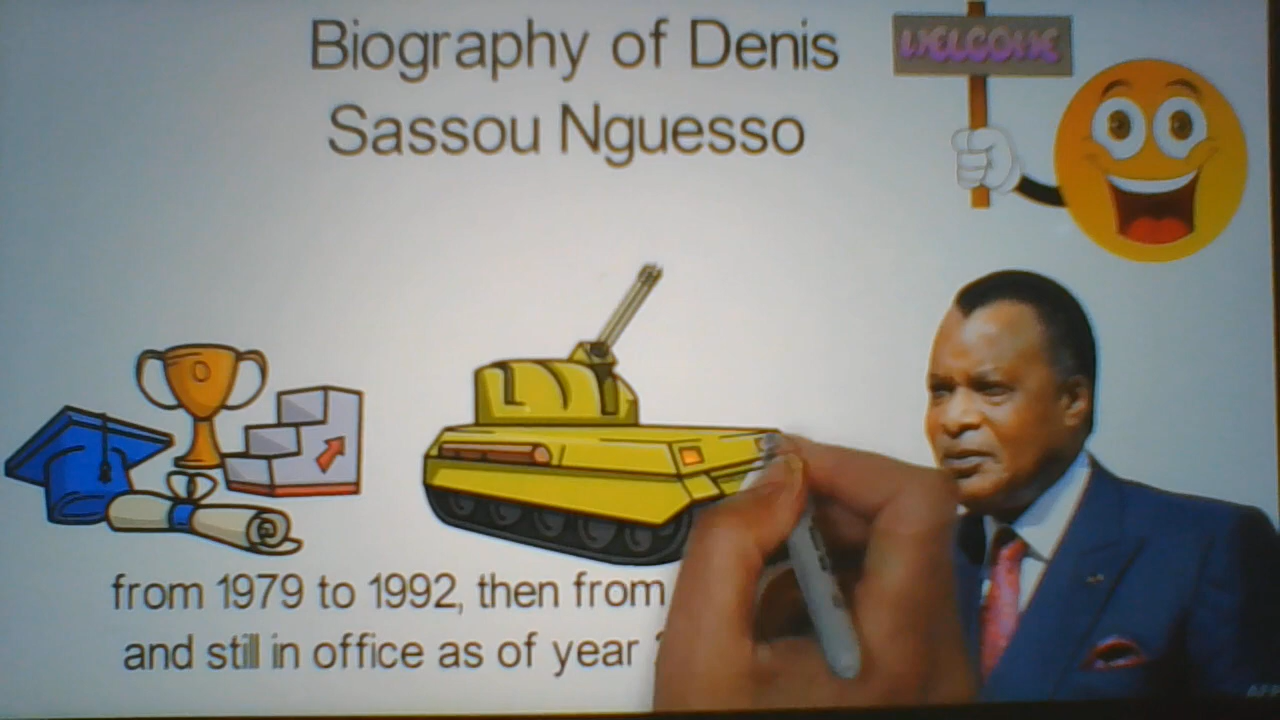 Biography of Denis
Sassou Nguesso
WELCOME
from 1979 to 1992, then from
and still in office as of year